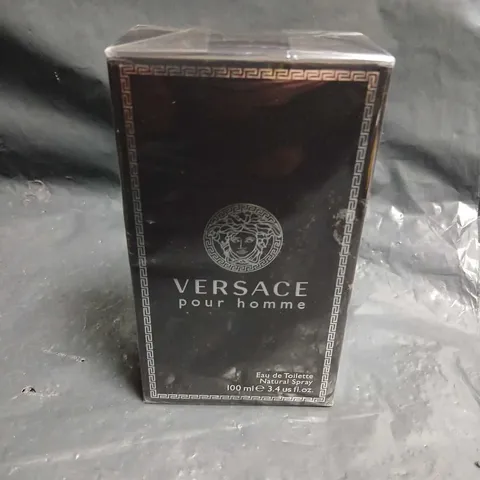 VERSACE
pour homme
Eau de Toilette
Natural Spray
100 ml ℮ 3.4 us fl.oz.